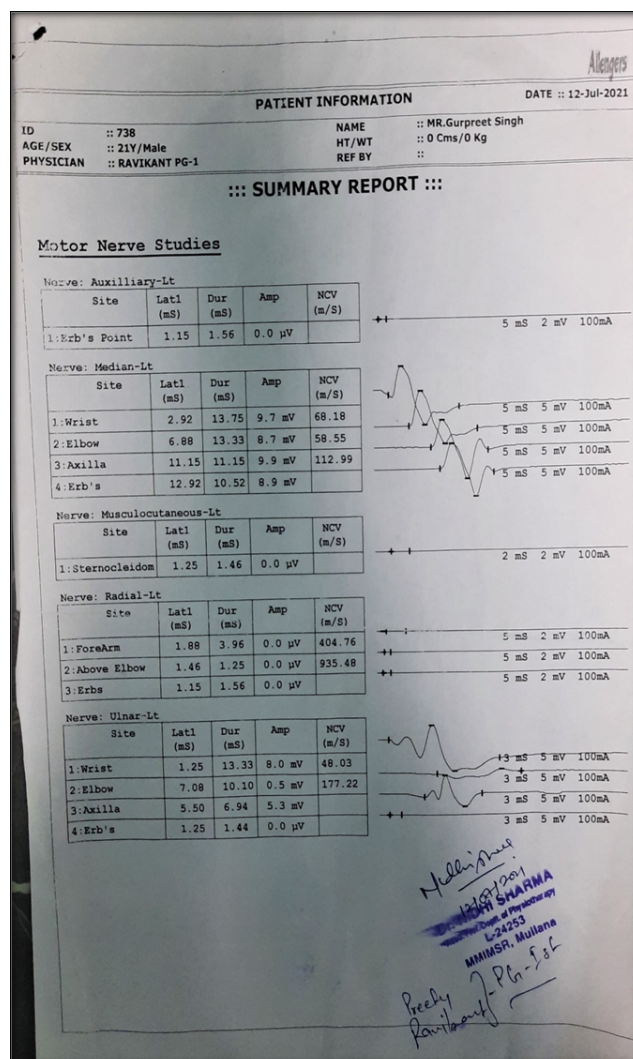 Allengers
PATIENT INFORMATION
DATE :: 12-Jul-2021
ID :: 738
NAME :: MR.Gurpreet Singh
AGE/SEX :: 21Y/Male
HT/WT :: 0 Cms/0 Kg
PHYSICIAN :: RAVIKANT PG-1
REF BY ::
::: SUMMARY REPORT :::
Motor Nerve Studies
Nerve: Auxilliary-Lt
Site Lat1 (mS) Dur (mS) Amp NCV (m/S)
1:Erb's Point 1.15 1.56 0.0 µV
5 mS 2 mV 100mA
Nerve: Median-Lt
Site Lat1 (mS) Dur (mS) Amp NCV (m/S)
1:Wrist 2.92 13.75 9.7 mV 68.18 5 mS 5 mV 100mA
2:Elbow 6.88 13.33 8.7 mV 58.55 5 mS 5 mV 100mA
3:Axilla 11.15 11.15 9.9 mV 112.99 5 mS 5 mV 100mA
4:Erb's 12.92 10.52 8.9 mV 5 mS 5 mV 100mA
Nerve: Musculocutaneous-Lt
Site Lat1 (mS) Dur (mS) Amp NCV (m/S)
1:Sternocleidom 1.25 1.46 0.0 µV 2 mS 2 mV 100mA
Nerve: Radial-Lt
Site Lat1 (mS) Dur (mS) Amp NCV (m/S)
1:ForeArm 1.88 3.96 0.0 µV 404.76 5 mS 2 mV 100mA
2:Above Elbow 1.46 1.25 0.0 µV 935.48 5 mS 2 mV 100mA
3:Erbs 1.15 1.56 0.0 µV 5 mS 2 mV 100mA
Nerve: Ulnar-Lt
Site Lat1 (mS) Dur (mS) Amp NCV (m/S)
1:Wrist 1.25 13.33 8.0 mV 48.03 3 mS 5 mV 100mA
2:Elbow 7.08 10.10 0.5 mV 177.22 3 mS 5 mV 100mA
3:Axilla 5.50 6.94 5.3 mV 3 mS 5 mV 100mA
4:Erb's 1.25 1.44 0.0 µV 3 mS 5 mV 100mA
SHARMA
Dept. of Physiotherapy
L-24253
MMIMSR, Mullana
Preety
Ravikant PG-Ist